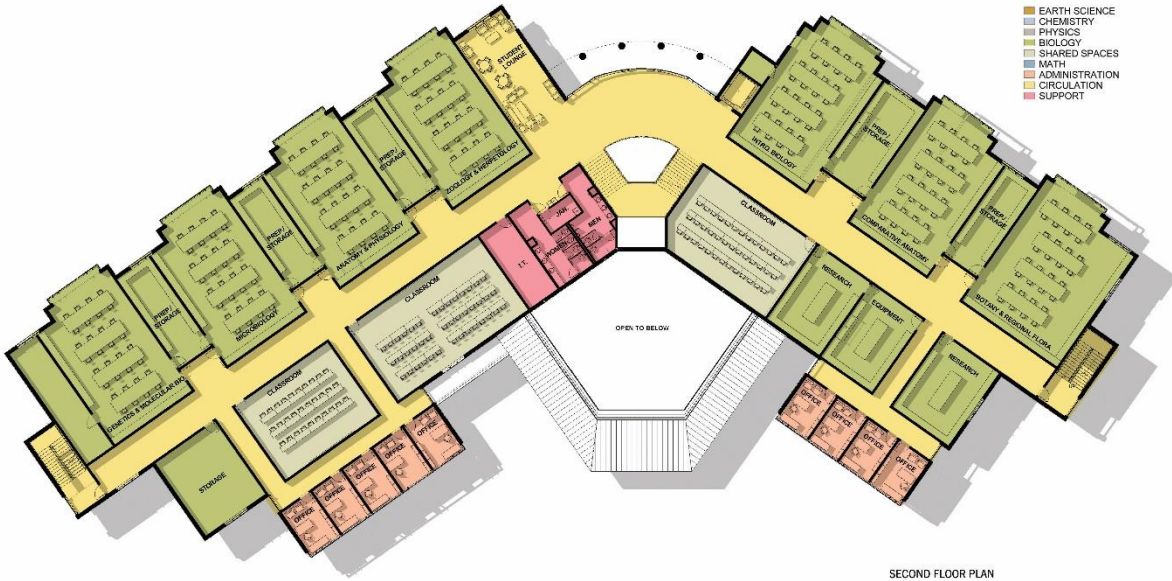 EARTH SCIENCE
CHEMISTRY
PHYSICS
BIOLOGY
SHARED SPACES
MATH
ADMINISTRATION
CIRCULATION
SUPPORT
STUDENT
LOUNGE
ZOOLOGY & HERPETOLOGY
PREP./
STORAGE
ANATOMY & PHYSIOLOGY
PREP./
STORAGE
MICROBIOLOGY
PREP./
STORAGE
GENETICS & MOLECULAR BIO.
INTRO. BIOLOGY
PREP./
STORAGE
COMPARATIVE ANATOMY
PREP./
STORAGE
BOTANY & REGIONAL FLORA
JAN.
MEN
I.T.
CLASSROOM
CLASSROOM
CLASSROOM
RESEARCH
EQUIPMENT
RESEARCH
OPEN TO BELOW
STORAGE
OFFICE
OFFICE
OFFICE
OFFICE
OFFICE
OFFICE
OFFICE
OFFICE
OFFICE
SECOND FLOOR PLAN